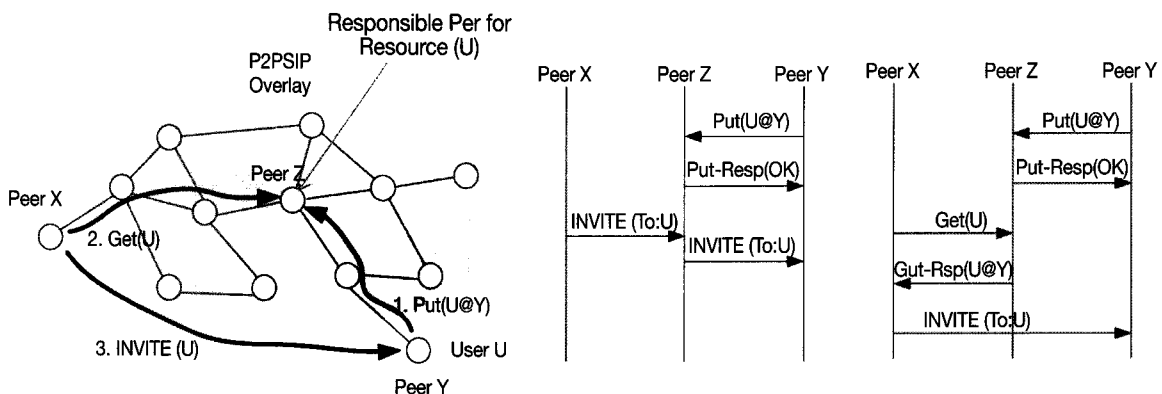 Responsible Per for
Resource (U)
P2PSIP
Overlay
Peer Z
Peer X
2. Get(U)
1. Put(U@Y)
3. INVITE (U)
User U
Peer Y
Peer X
Peer Z
Peer Y
Put(U@Y)
Put-Resp(OK)
INVITE (To:U)
INVITE (To:U)
Peer X
Peer Z
Peer Y
Put(U@Y)
Put-Resp(OK)
Get(U)
Gut-Rsp(U@Y)
INVITE (To:U)